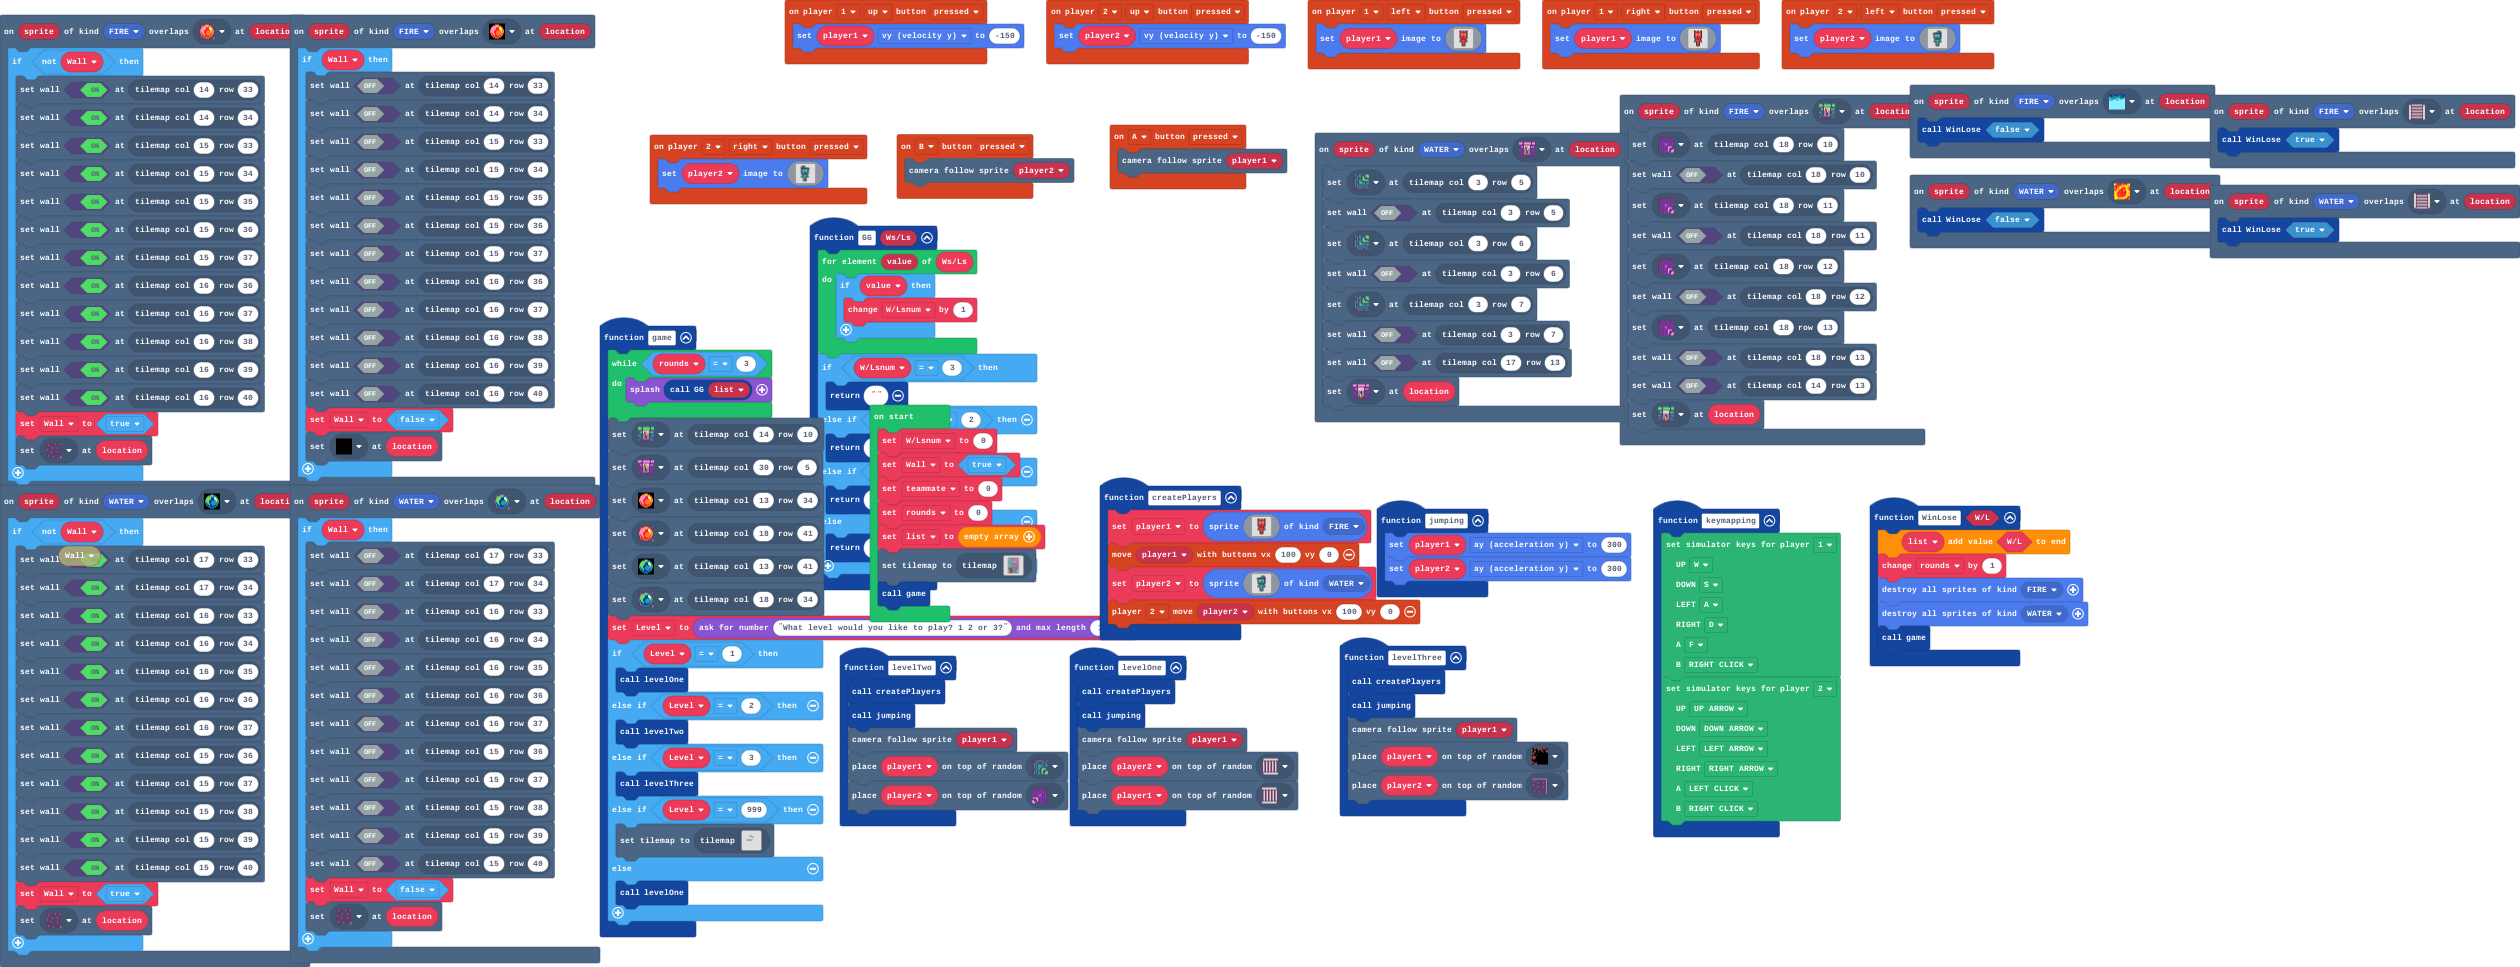 on sprite of kind FIRE overlaps at locatio
if not Wall then
set wall ON at tilemap col 14 row 33
set wall ON at tilemap col 14 row 34
set wall ON at tilemap col 15 row 33
set wall ON at tilemap col 15 row 34
set wall ON at tilemap col 15 row 35
set wall ON at tilemap col 15 row 36
set wall ON at tilemap col 15 row 37
set wall ON at tilemap col 16 row 36
set wall ON at tilemap col 16 row 37
set wall ON at tilemap col 16 row 38
set wall ON at tilemap col 16 row 39
set wall ON at tilemap col 16 row 40
set Wall to true
set at location
on sprite of kind FIRE overlaps at location
if Wall then
set wall OFF at tilemap col 14 row 33
set wall OFF at tilemap col 14 row 34
set wall OFF at tilemap col 15 row 33
set wall OFF at tilemap col 15 row 34
set wall OFF at tilemap col 15 row 35
set wall OFF at tilemap col 15 row 36
set wall OFF at tilemap col 15 row 37
set wall OFF at tilemap col 16 row 36
set wall OFF at tilemap col 16 row 37
set wall OFF at tilemap col 16 row 38
set wall OFF at tilemap col 16 row 39
set wall OFF at tilemap col 16 row 40
set Wall to false
set at location
on sprite of kind WATER overlaps at locati
if not Wall then
Wall
set wall at tilemap col 17 row 33
set wall ON at tilemap col 17 row 34
set wall ON at tilemap col 16 row 33
set wall ON at tilemap col 16 row 34
set wall ON at tilemap col 16 row 35
set wall ON at tilemap col 16 row 36
set wall ON at tilemap col 16 row 37
set wall ON at tilemap col 15 row 36
set wall ON at tilemap col 15 row 37
set wall ON at tilemap col 15 row 38
set wall ON at tilemap col 15 row 39
set wall ON at tilemap col 15 row 40
set Wall to true
set at location
on sprite of kind WATER overlaps at location
if Wall then
set wall OFF at tilemap col 17 row 33
set wall OFF at tilemap col 17 row 34
set wall OFF at tilemap col 16 row 33
set wall OFF at tilemap col 16 row 34
set wall OFF at tilemap col 16 row 35
set wall OFF at tilemap col 16 row 36
set wall OFF at tilemap col 16 row 37
set wall OFF at tilemap col 15 row 36
set wall OFF at tilemap col 15 row 37
set wall OFF at tilemap col 15 row 38
set wall OFF at tilemap col 15 row 39
set wall OFF at tilemap col 15 row 40
set Wall to false
set at location
on player 1 up button pressed
set player1 vy (velocity y) to -150
on player 2 up button pressed
set player2 vy (velocity y) to -150
on player 1 left button pressed
set player1 image to
on player 1 right button pressed
set player1 image to
on player 2 left button pressed
set player2 image to
on player 2 right button pressed
set player2 image to
on B button pressed
camera follow sprite player2
on A button pressed
camera follow sprite player1
on sprite of kind WATER overlaps at location
set at tilemap col 3 row 5
set wall OFF at tilemap col 3 row 5
set at tilemap col 3 row 6
set wall OFF at tilemap col 3 row 6
set at tilemap col 3 row 7
set wall OFF at tilemap col 3 row 7
set wall OFF at tilemap col 17 row 13
set at location
on sprite of kind FIRE overlaps at locatio
set at tilemap col 18 row 10
set wall OFF at tilemap col 18 row 10
set at tilemap col 18 row 11
set wall OFF at tilemap col 18 row 11
set at tilemap col 18 row 12
set wall OFF at tilemap col 18 row 12
set at tilemap col 18 row 13
set wall OFF at tilemap col 18 row 13
set wall OFF at tilemap col 14 row 13
set at location
on sprite of kind FIRE overlaps at location
call WinLose false
on sprite of kind FIRE overlaps at location
call WinLose true
on sprite of kind WATER overlaps at location
call WinLose false
on sprite of kind WATER overlaps at location
call WinLose true
function GG Ws/Ls
for element value of Ws/Ls
do if value then
change W/Lsnum by 1
if W/Lsnum = 3 then
return ""
else if 2 then
return
else if
return
else
return
function game
while rounds = 3
do splash call GG list
set at tilemap col 14 row 10
set at tilemap col 30 row 5
set at tilemap col 13 row 34
set at tilemap col 18 row 41
set at tilemap col 13 row 41
set at tilemap col 18 row 34
set Level to ask for number "What level would you like to play? 1 2 or 3?" and max length
if Level = 1 then
call levelOne
else if Level = 2 then
call levelTwo
else if Level = 3 then
call levelThree
else if Level = 999 then
set tilemap to tilemap
else
call levelOne
on start
set W/Lsnum to 0
set Wall to true
set teammate to 0
set rounds to 0
set list to empty array
set tilemap to tilemap
call game
function createPlayers
set player1 to sprite of kind FIRE
move player1 with buttons vx 100 vy 0
set player2 to sprite of kind WATER
player 2 move player2 with buttons vx 100 vy 0
function jumping
set player1 ay (acceleration y) to 300
set player2 ay (acceleration y) to 300
function levelTwo
call createPlayers
call jumping
camera follow sprite player1
place player1 on top of random
place player2 on top of random
function levelOne
call createPlayers
call jumping
camera follow sprite player1
place player2 on top of random
place player1 on top of random
function levelThree
call createPlayers
call jumping
camera follow sprite player1
place player1 on top of random
place player2 on top of random
function keymapping
set simulator keys for player 1
UP W
DOWN S
LEFT A
RIGHT D
A F
B RIGHT CLICK
set simulator keys for player 2
UP UP ARROW
DOWN DOWN ARROW
LEFT LEFT ARROW
RIGHT RIGHT ARROW
A LEFT CLICK
B RIGHT CLICK
function WinLose W/L
list add value W/L to end
change rounds by 1
destroy all sprites of kind FIRE
destroy all sprites of kind WATER
call game